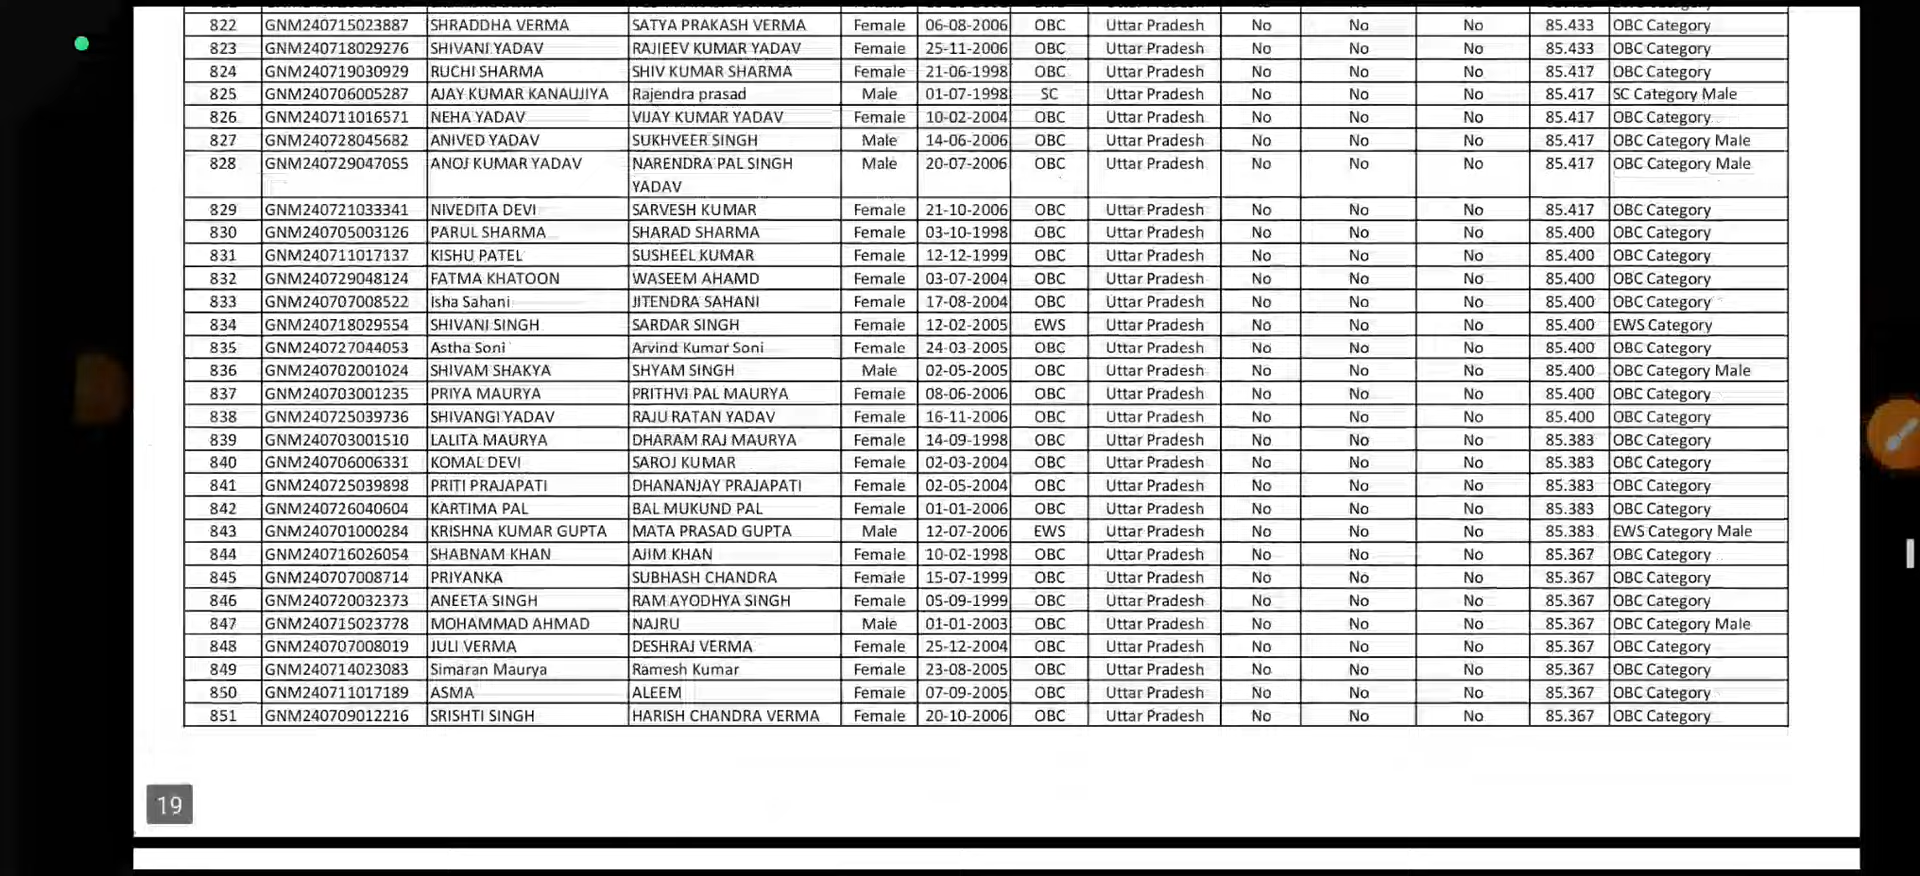 822 GNM240715023887 SHRADDHA VERMA SATYA PRAKASH VERMA Female 06-08-2006 OBC Uttar Pradesh No No No 85.433 OBC Category
823 GNM240718029276 SHIVANI YADAV RAJIEEV KUMAR YADAV Female 25-11-2006 OBC Uttar Pradesh No No No 85.433 OBC Category
824 GNM240719030929 RUCHI SHARMA SHIV KUMAR SHARMA Female 21-06-1998 OBC Uttar Pradesh No No No 85.417 OBC Category
825 GNM240706005287 AJAY KUMAR KANAUJIYA Rajendra prasad Male 01-07-1998 SC Uttar Pradesh No No No 85.417 SC Category Male
826 GNM240711016571 NEHA YADAV VIJAY KUMAR YADAV Female 10-02-2004 OBC Uttar Pradesh No No No 85.417 OBC Category
827 GNM240728045682 ANIVED YADAV SUKHVEER SINGH Male 14-06-2006 OBC Uttar Pradesh No No No 85.417 OBC Category Male
828 GNM240729047055 ANOJ KUMAR YADAV NARENDRA PAL SINGH Male 20-07-2006 OBC Uttar Pradesh No No No 85.417 OBC Category Male
YADAV
829 GNM240721033341 NIVEDITA DEVI SARVESH KUMAR Female 21-10-2006 OBC Uttar Pradesh No No No 85.417 OBC Category
830 GNM240705003126 PARUL SHARMA SHARAD SHARMA Female 03-10-1998 OBC Uttar Pradesh No No No 85.400 OBC Category
831 GNM240711017137 KISHU PATEL SUSHEEL KUMAR Female 12-12-1999 OBC Uttar Pradesh No No No 85.400 OBC Category
832 GNM240729048124 FATMA KHATOON WASEEM AHAMD Female 03-07-2004 OBC Uttar Pradesh No No No 85.400 OBC Category
833 GNM240707008522 Isha Sahani JITENDRA SAHANI Female 17-08-2004 OBC Uttar Pradesh No No No 85.400 OBC Category
834 GNM240718029554 SHIVANI SINGH SARDAR SINGH Female 12-02-2005 EWS Uttar Pradesh No No No 85.400 EWS Category
835 GNM240727044053 Astha Soni Arvind Kumar Soni Female 24-03-2005 OBC Uttar Pradesh No No No 85.400 OBC Category
836 GNM240702001024 SHIVAM SHAKYA SHYAM SINGH Male 02-05-2005 OBC Uttar Pradesh No No No 85.400 OBC Category Male
837 GNM240703001235 PRIYA MAURYA PRITHVI PAL MAURYA Female 08-06-2006 OBC Uttar Pradesh No No No 85.400 OBC Category
838 GNM240725039736 SHIVANGI YADAV RAJU RATAN YADAV Female 16-11-2006 OBC Uttar Pradesh No No No 85.400 OBC Category
839 GNM240703001510 LALITA MAURYA DHARAM RAJ MAURYA Female 14-09-1998 OBC Uttar Pradesh No No No 85.383 OBC Category
840 GNM240706006331 KOMAL DEVI SAROJ KUMAR Female 02-03-2004 OBC Uttar Pradesh No No No 85.383 OBC Category
841 GNM240725039898 PRITI PRAJAPATI DHANANJAY PRAJAPATI Female 02-05-2004 OBC Uttar Pradesh No No No 85.383 OBC Category
842 GNM240726040604 KARTIMA PAL BAL MUKUND PAL Female 01-01-2006 OBC Uttar Pradesh No No No 85.383 OBC Category
843 GNM240701000284 KRISHNA KUMAR GUPTA MATA PRASAD GUPTA Male 12-07-2006 EWS Uttar Pradesh No No No 85.383 EWS Category Male
844 GNM240716026054 SHABNAM KHAN AJIM KHAN Female 10-02-1998 OBC Uttar Pradesh No No No 85.367 OBC Category
845 GNM240707008714 PRIYANKA SUBHASH CHANDRA Female 15-07-1999 OBC Uttar Pradesh No No No 85.367 OBC Category
846 GNM240720032373 ANEETA SINGH RAM AYODHYA SINGH Female 05-09-1999 OBC Uttar Pradesh No No No 85.367 OBC Category
847 GNM240715023778 MOHAMMAD AHMAD NAJRU Male 01-01-2003 OBC Uttar Pradesh No No No 85.367 OBC Category Male
848 GNM240707008019 JULI VERMA DESHRAJ VERMA Female 25-12-2004 OBC Uttar Pradesh No No No 85.367 OBC Category
849 GNM240714023083 Simaran Maurya Ramesh Kumar Female 23-08-2005 OBC Uttar Pradesh No No No 85.367 OBC Category
850 GNM240711017189 ASMA ALEEM Female 07-09-2005 OBC Uttar Pradesh No No No 85.367 OBC Category
851 GNM240709012216 SRISHTI SINGH HARISH CHANDRA VERMA Female 20-10-2006 OBC Uttar Pradesh No No No 85.367 OBC Category
19